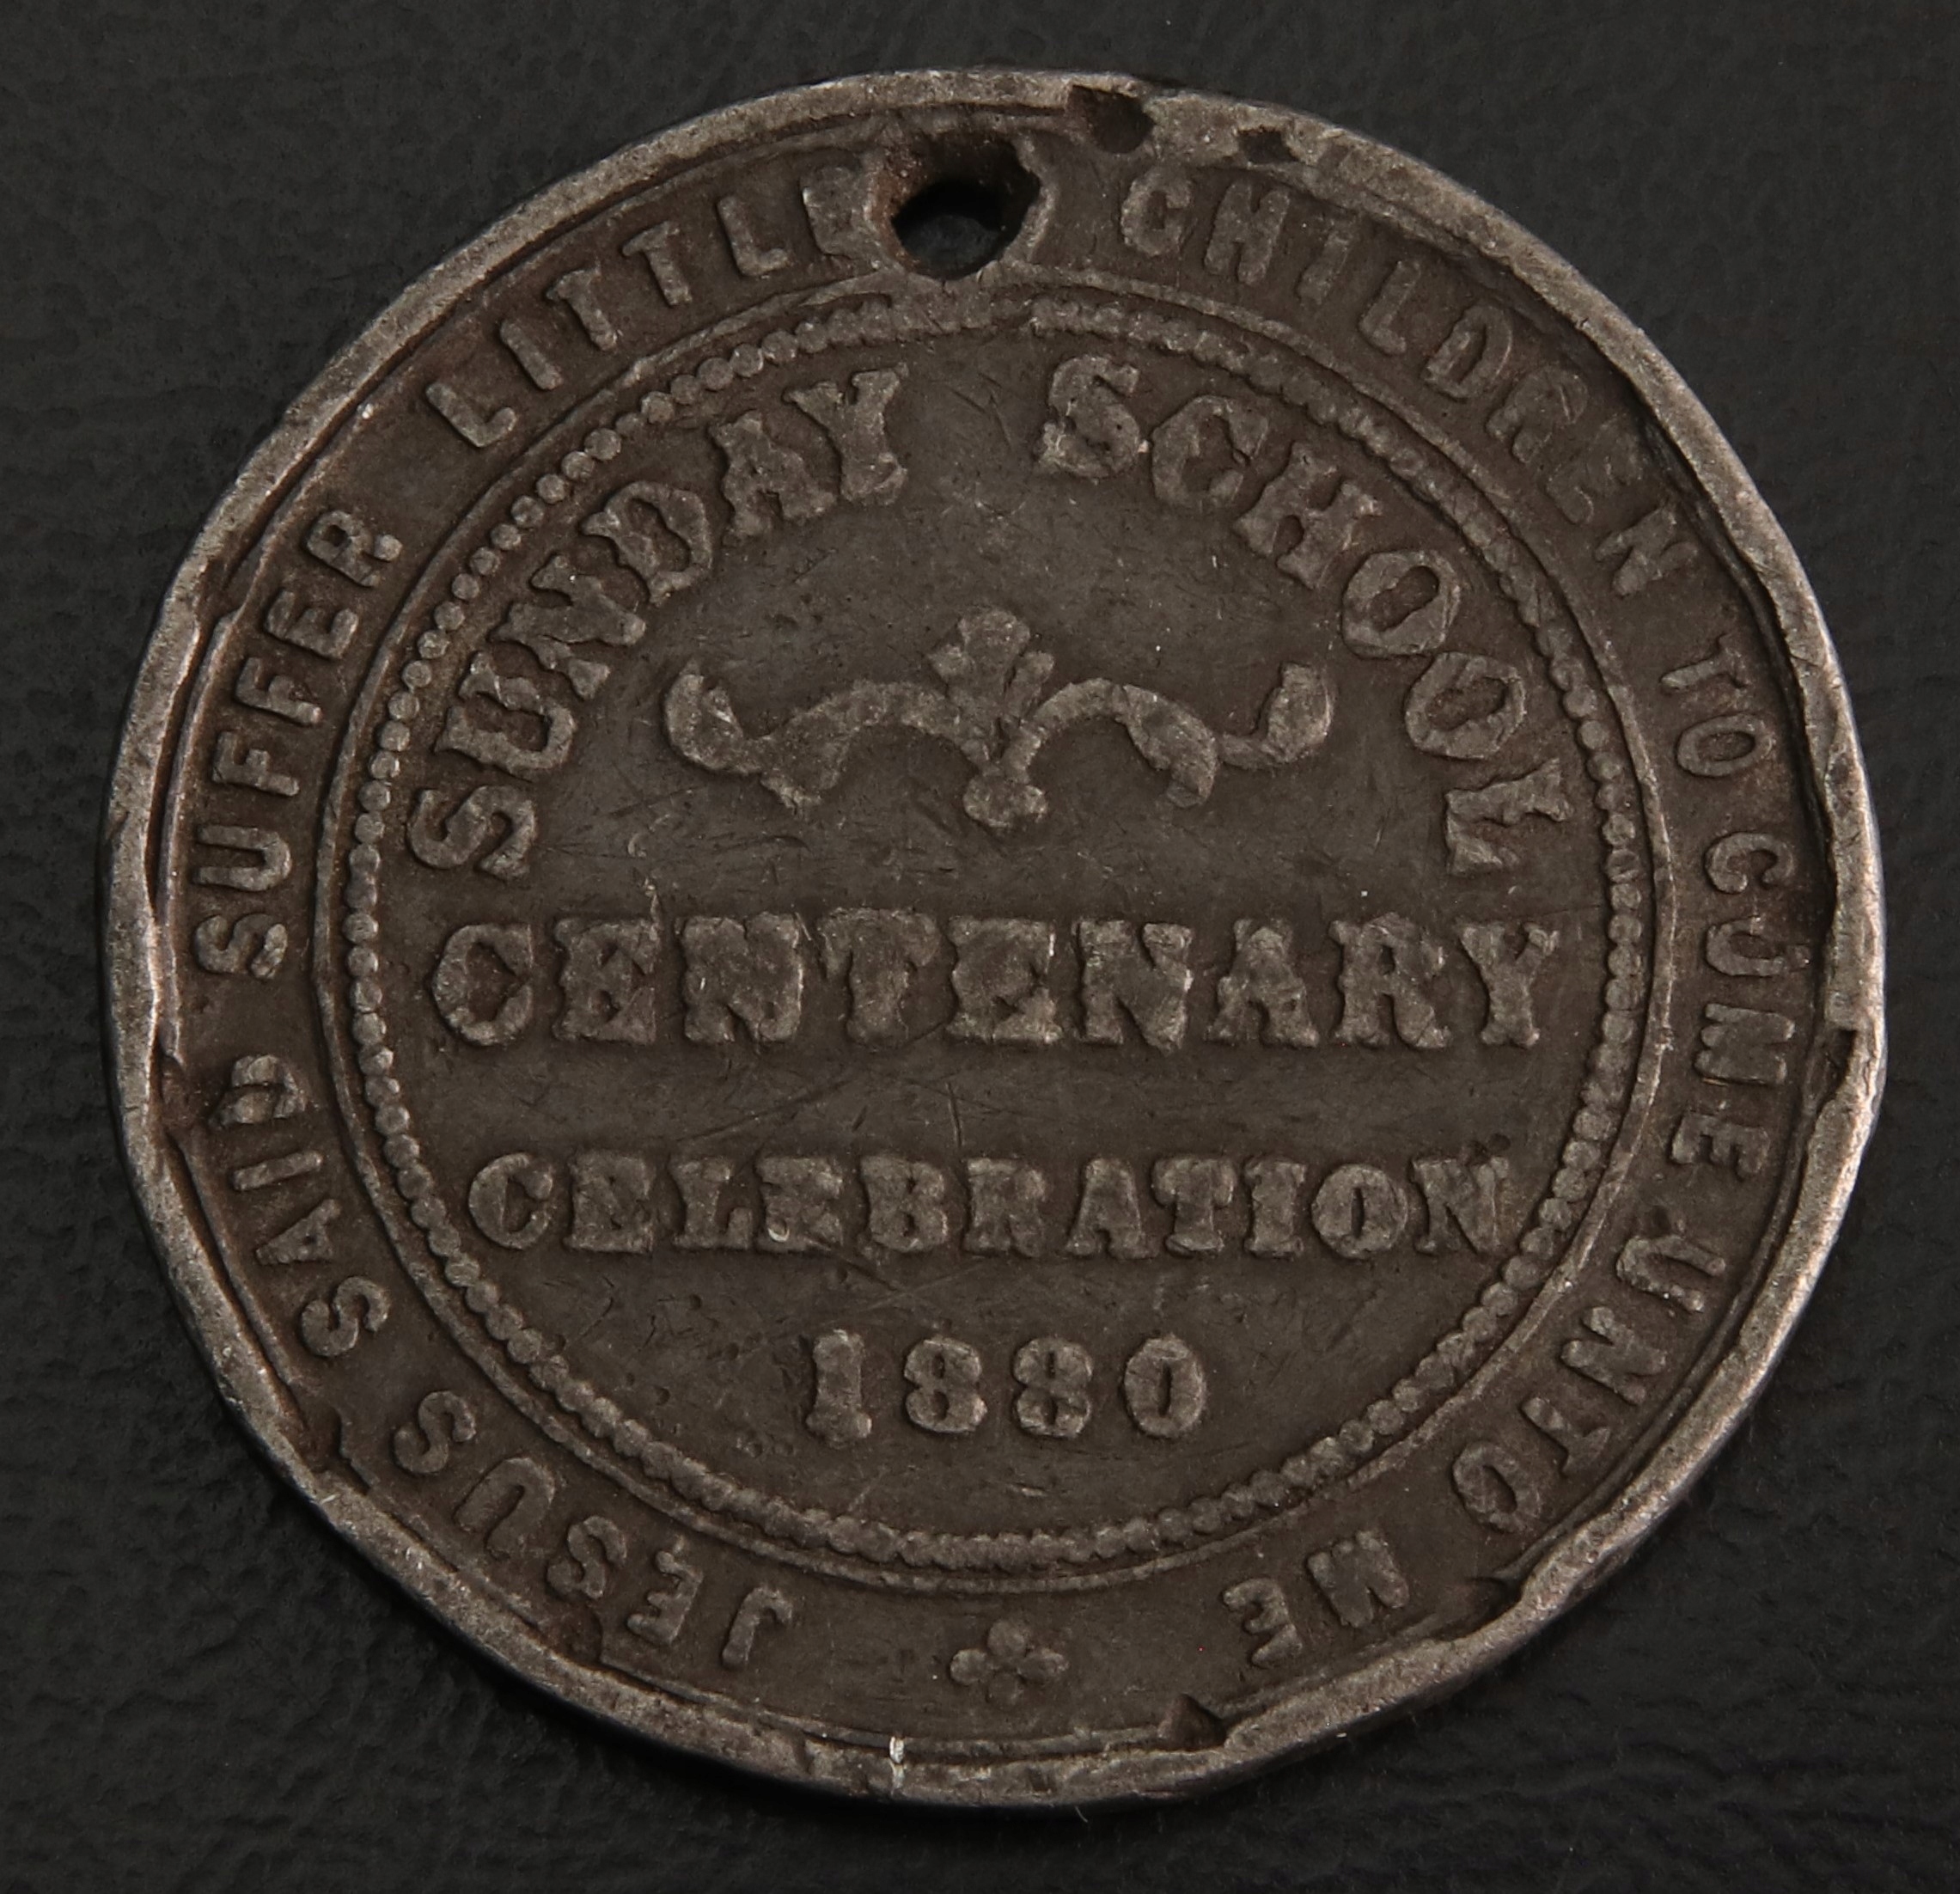 JESUS SAID SUFFER LITTLE CHILDREN TO COME UNTO ME
SUNDAY SCHOOL
CENTENARY
CELEBRATION
1880